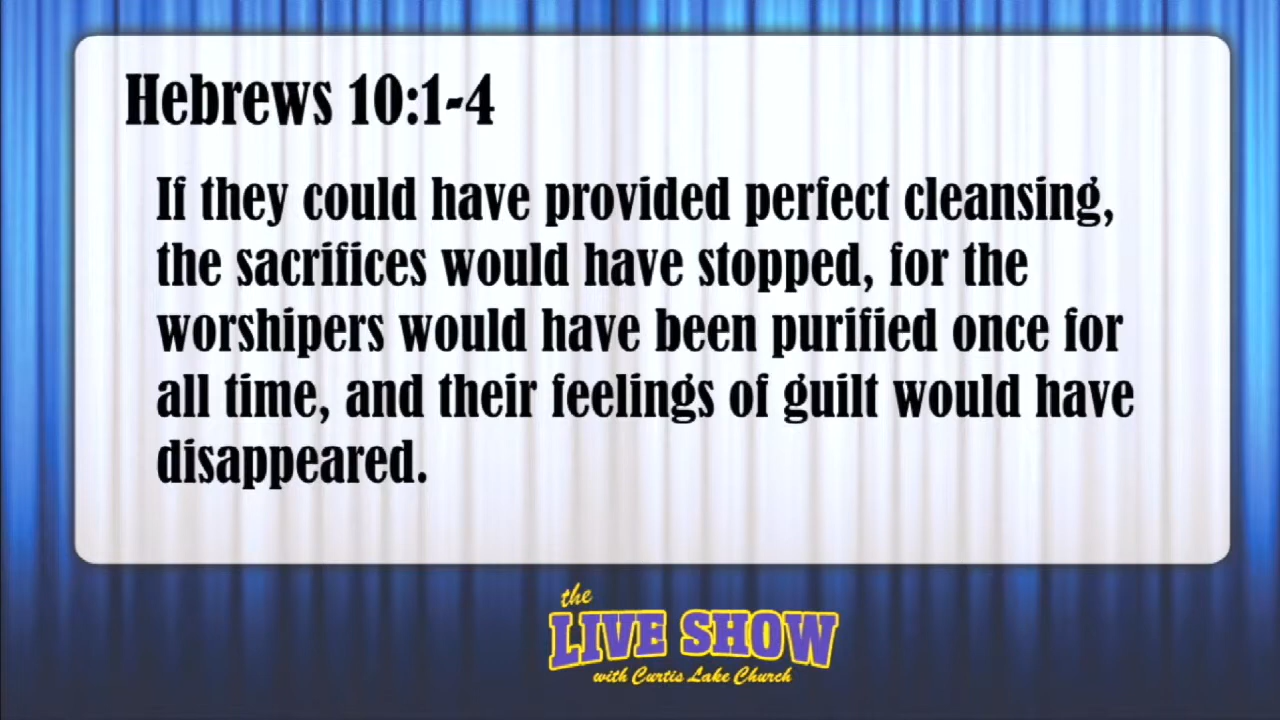 Hebrews 10:1-4
If they could have provided perfect cleansing,
the sacrifices would have stopped, for the
worshipers would have been purified once for
all time, and their feelings of guilt would have
disappeared.
the
LIVE SHOW
with Curtis Lake Church